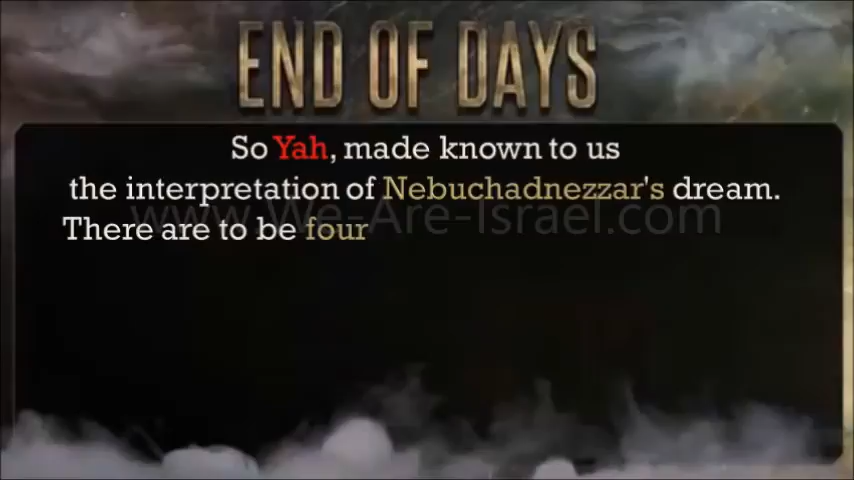 END OF DAYS
So Yah, made known to us
the interpretation of Nebuchadnezzar's dream.
www.We-Are-Israel.com
There are to be four